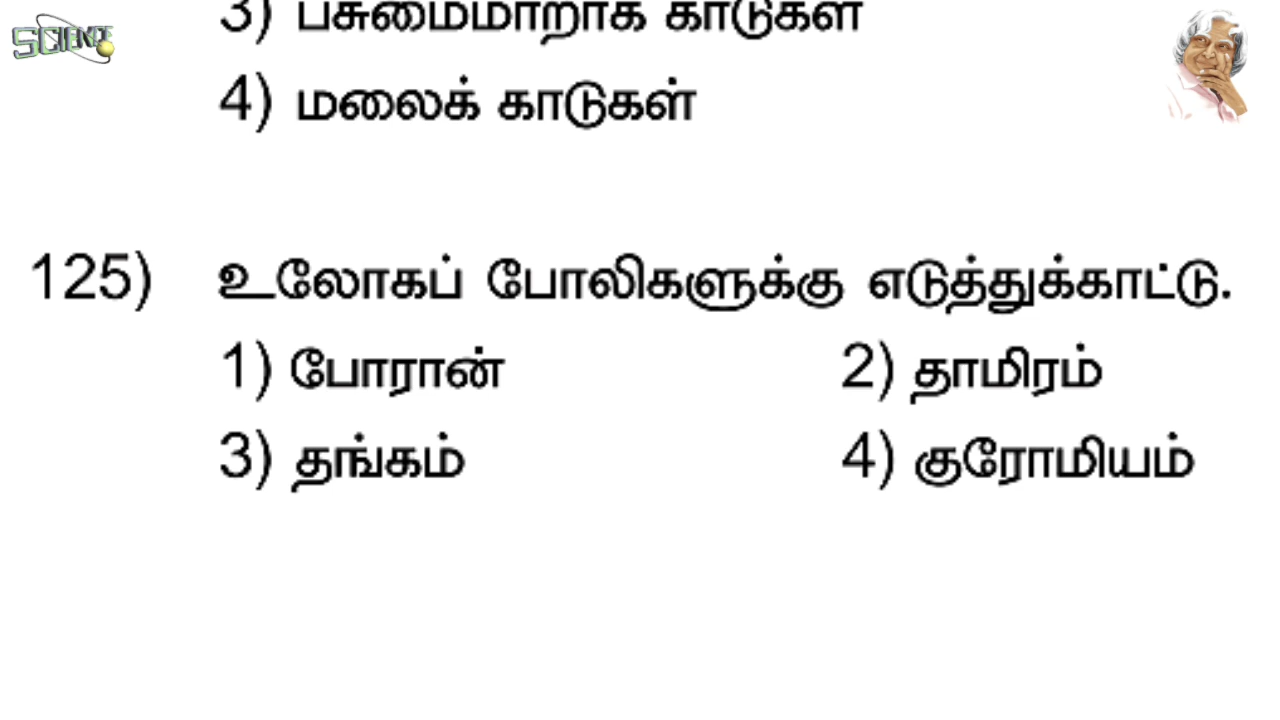 SCIENCE
3) பசுமைமாறாக் காடுகள்
4) மலைக் காடுகள்
125) உலோகப் போலிகளுக்கு எடுத்துக்காட்டு.
1) போரான் 2) தாமிரம்
3) தங்கம் 4) குரோமியம்